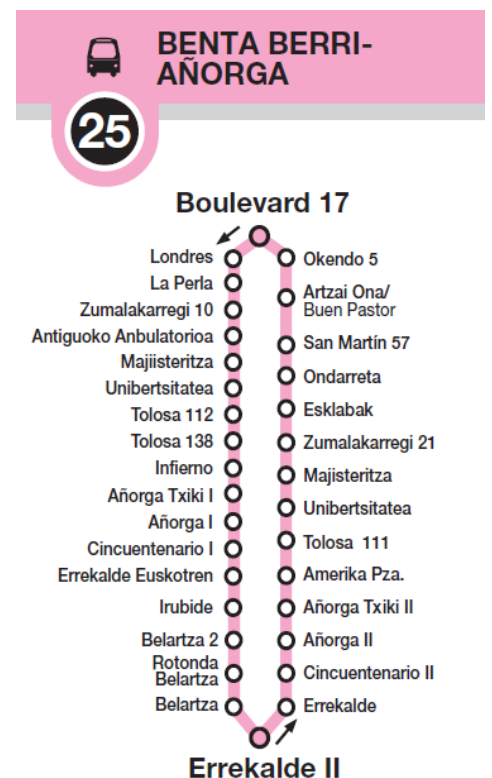 BENTA BERRI-
AÑORGA
25
Boulevard 17
Londres
La Perla
Zumalakarregi 10
Antiguoko Anbulatorioa
Majiisteritza
Unibertsitatea
Tolosa 112
Tolosa 138
Infierno
Añorga Txiki I
Añorga I
Cincuentenario I
Errekalde Euskotren
Irubide
Belartza 2
Rotonda
Belartza
Belartza
Okendo 5
Artzai Ona/
Buen Pastor
San Martín 57
Ondarreta
Esklabak
Zumalakarregi 21
Majisteritza
Unibertsitatea
Tolosa 111
Amerika Pza.
Añorga Txiki II
Añorga II
Cincuentenario II
Errekalde
Errekalde II